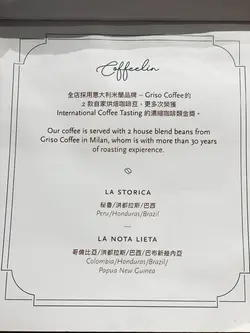 Coffeelin
全店採用意大利米蘭品牌 – Griso Coffee的
2 款自家烘焙咖啡豆，更多次榮獲
International Coffee Tasting 的濃縮咖啡類金獎。
Our coffee is served with 2 house blend beans from
Griso Coffee in Milan, whom is with more than 30 years
of roasting expierence.
LA STORICA
秘魯/洪都拉斯/巴西
Peru/Honduras/Brazil
LA NOTA LIETA
哥倫比亞/洪都拉斯/巴西/巴布新畿內亞
Colombia/Honduras/Brazil/
Papua New Guinea